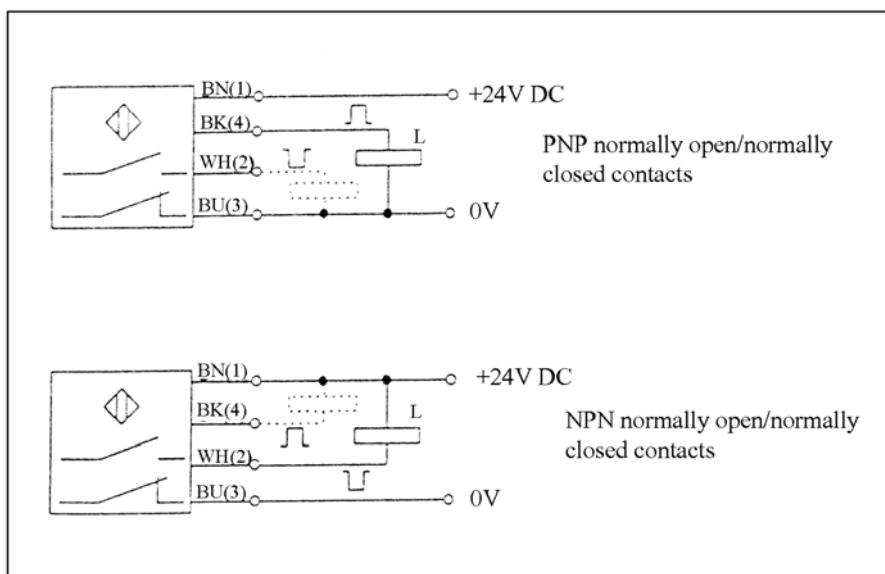 BN(1)
+24V DC
BK(4)
L
PNP normally open/normally
closed contacts
WH(2)
BU(3)
0V
BN(1)
+24V DC
BK(4)
L
NPN normally open/normally
closed contacts
WH(2)
BU(3)
0V